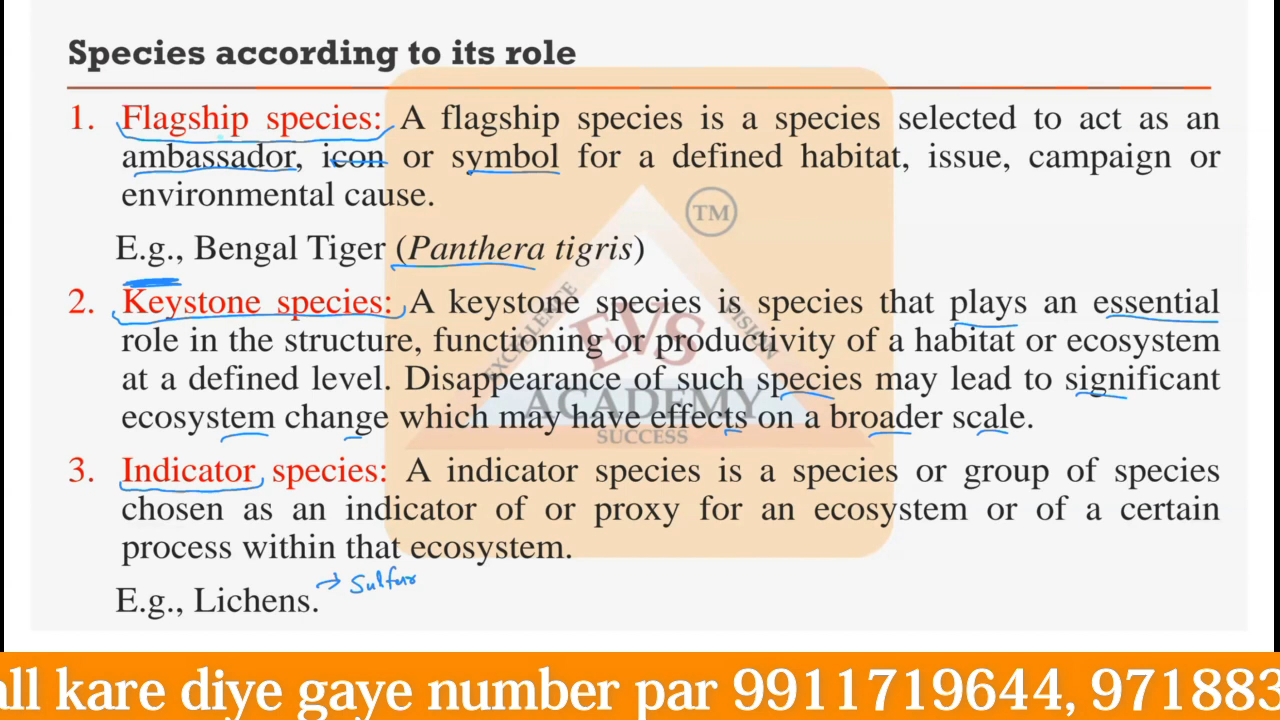 Species according to its role
1. Flagship species: A flagship species is a species selected to act as an
ambassador, icon or symbol for a defined habitat, issue, campaign or
environmental cause.
TM
E.g., Bengal Tiger (Panthera tigris)
2. Keystone species: A keystone species is species that plays an essential
role in the structure, functioning or productivity of a habitat or ecosystem
at a defined level. Disappearance of such species may lead to significant
ecosystem change which may have effects on a broader scale.
EXCELLENCE
EVS
VISION
ACADEMY
SUCCESS
3. Indicator species: A indicator species is a species or group of species
chosen as an indicator of or proxy for an ecosystem or of a certain
process within that ecosystem.
→ Sulfur
E.g., Lichens.
all kare diye gaye number par 9911719644, 971883